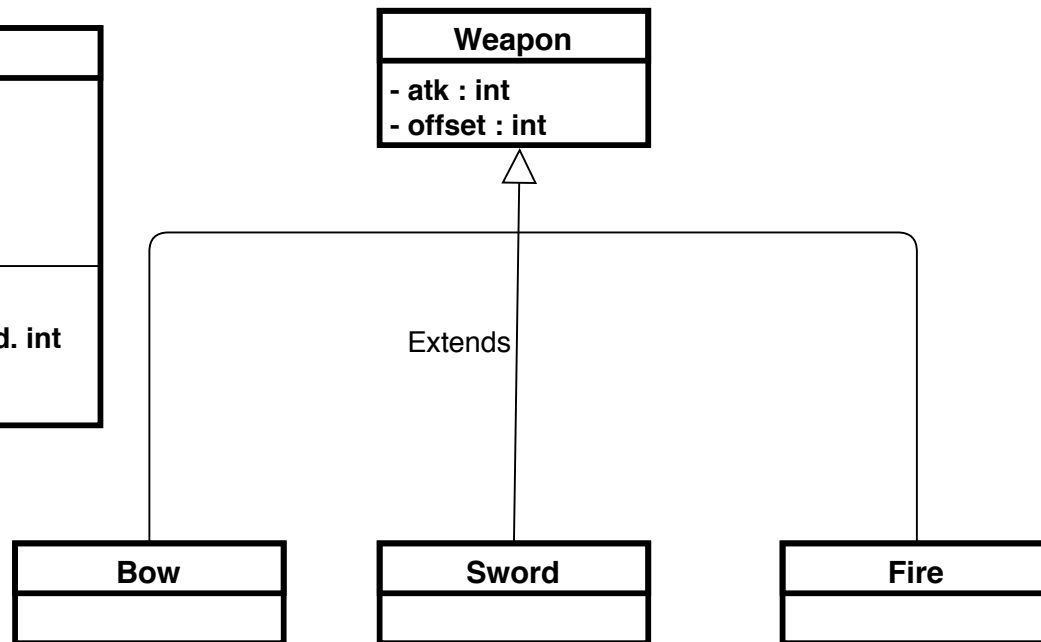 Weapon
- atk : int
- offset : int
d. int
Extends
Bow
Sword
Fire